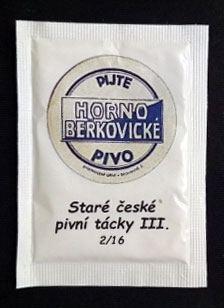 PIJTE
HORNO
BERKOVICKÉ
PIVO
Staré české
pivní tácky III.
2/16